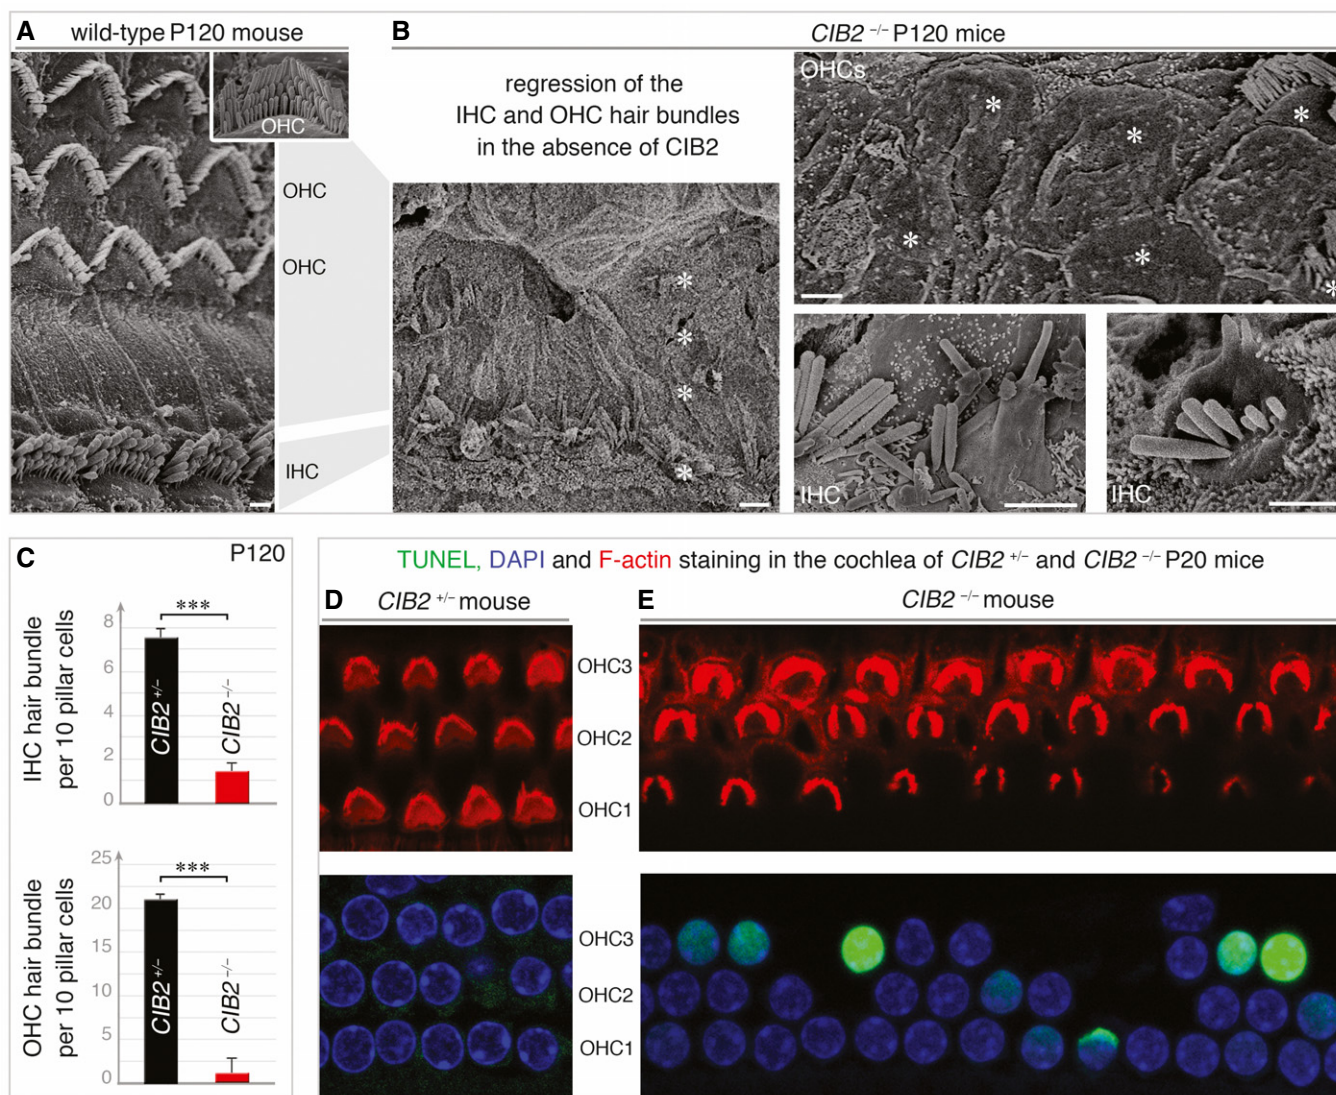 A wild-type P120 mouse
OHC
OHC
OHC
IHC
B CIB2 −/− P120 mice
regression of the
IHC and OHC hair bundles
in the absence of CIB2
* * * *
OHCs
* * * * * *
IHC
IHC
C P120
IHC hair bundle
per 10 pillar cells
8
6
4
2
0
***
CIB2 +/−
CIB2 −/−
OHC hair bundle
per 10 pillar cells
25
20
15
10
5
0
***
CIB2 +/−
CIB2 −/−
TUNEL, DAPI and F-actin staining in the cochlea of CIB2 +/− and CIB2 −/− P20 mice
D CIB2 +/− mouse
E CIB2 −/− mouse
OHC3
OHC2
OHC1
OHC3
OHC2
OHC1